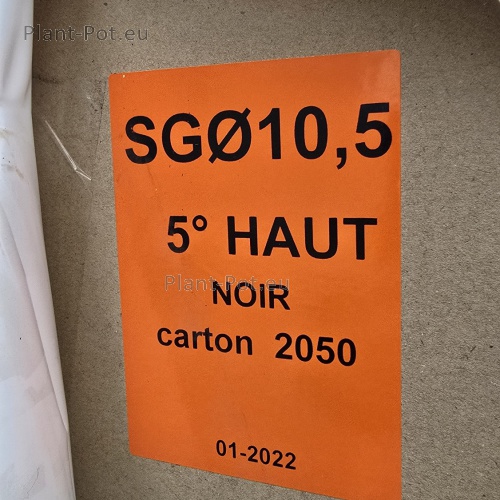 Plant-Pot.eu
SGØ10,5
5° HAUT
Plant-Pot.eu
NOIR
carton 2050
01-2022